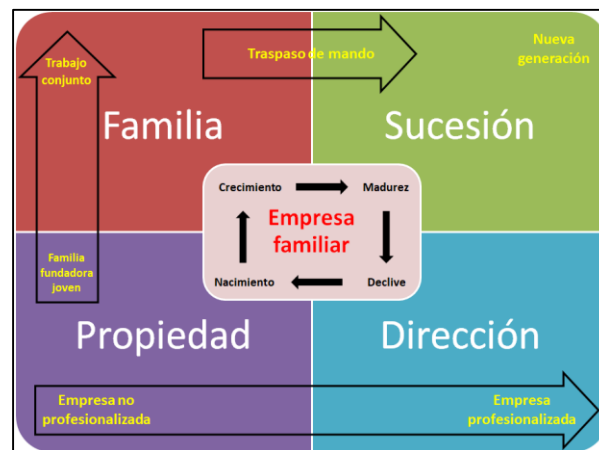 Trabajo
conjunto
Traspaso de mando
Nueva
generación
Familia
Sucesión
Crecimiento
Madurez
Empresa
familiar
Nacimiento
Declive
Familia
fundadora
joven
Propiedad
Dirección
Empresa no
profesionalizada
Empresa
profesionalizada